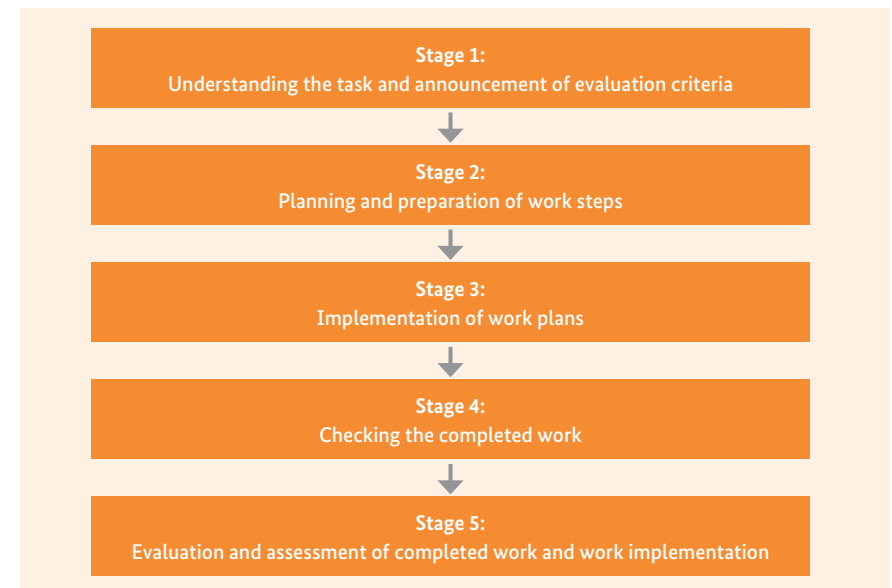 Stage 1:
Understanding the task and announcement of evaluation criteria
Stage 2:
Planning and preparation of work steps
Stage 3:
Implementation of work plans
Stage 4:
Checking the completed work
Stage 5:
Evaluation and assessment of completed work and work implementation